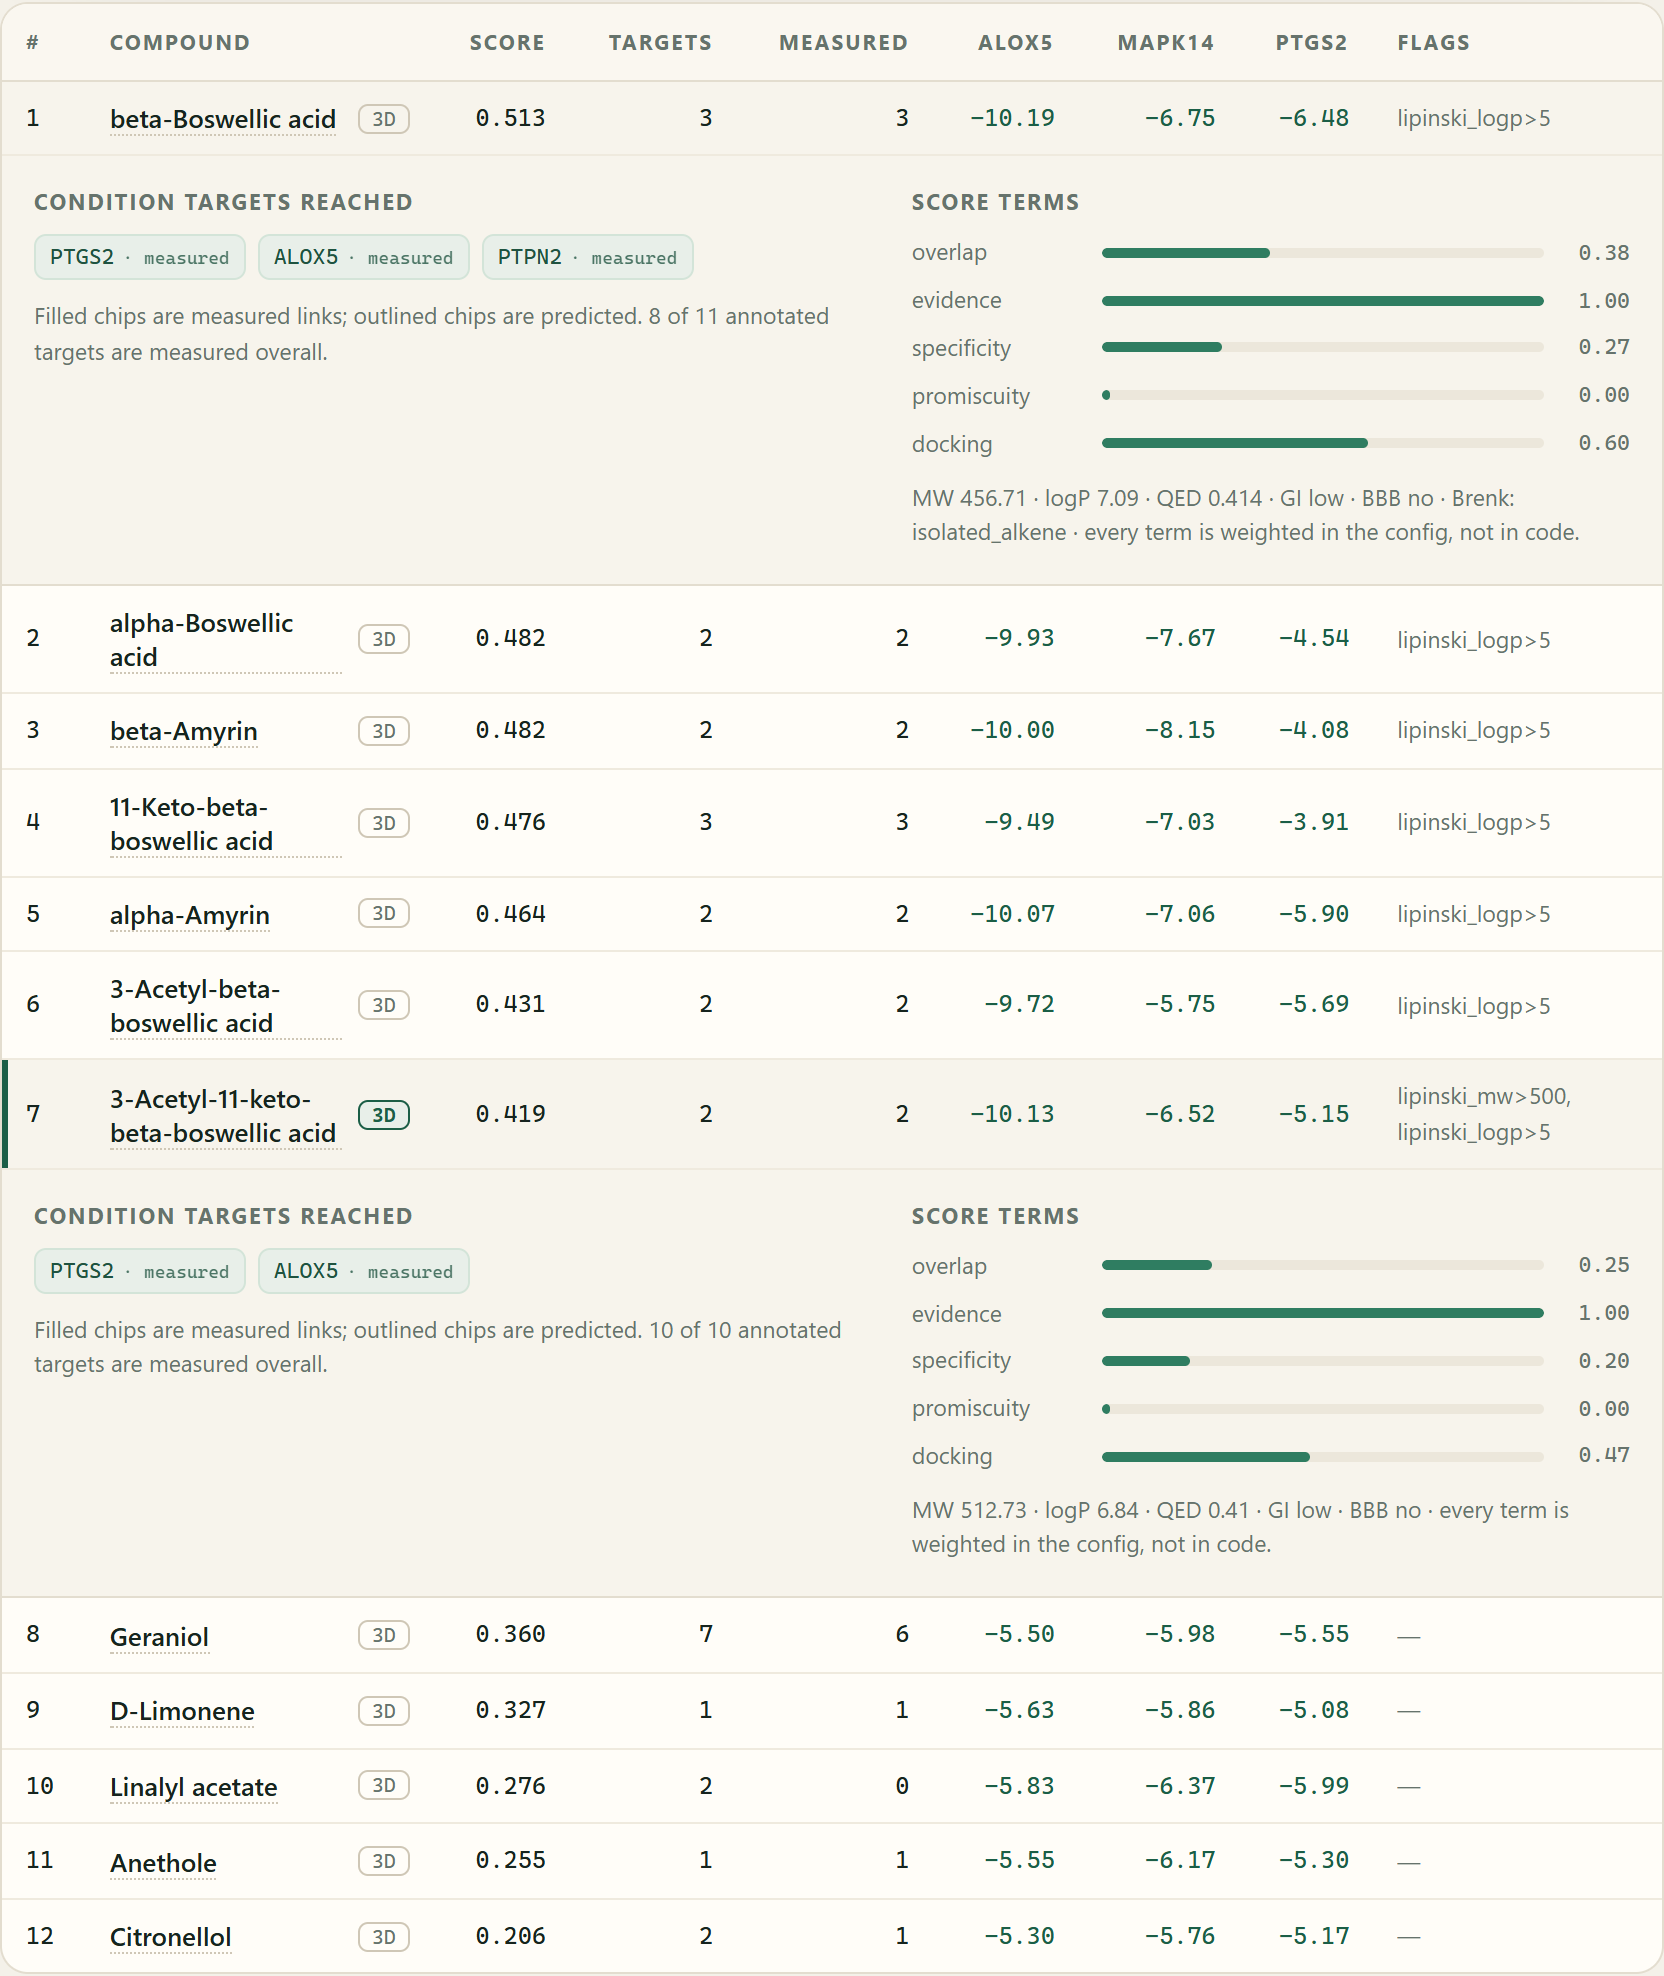 # COMPOUND SCORE TARGETS MEASURED ALOX5 MAPK14 PTGS2 FLAGS
1 beta-Boswellic acid 3D 0.513 3 3 −10.19 −6.75 −6.48 lipinski_logp>5
CONDITION TARGETS REACHED
PTGS2 · measured ALOX5 · measured PTPN2 · measured
Filled chips are measured links; outlined chips are predicted. 8 of 11 annotated
targets are measured overall.
SCORE TERMS
overlap 0.38
evidence 1.00
specificity 0.27
promiscuity 0.00
docking 0.60
MW 456.71 · logP 7.09 · QED 0.414 · GI low · BBB no · Brenk:
isolated_alkene · every term is weighted in the config, not in code.
2 alpha-Boswellic
acid 3D 0.482 2 2 −9.93 −7.67 −4.54 lipinski_logp>5
3 beta-Amyrin 3D 0.482 2 2 −10.00 −8.15 −4.08 lipinski_logp>5
4 11-Keto-beta-
boswellic acid 3D 0.476 3 3 −9.49 −7.03 −3.91 lipinski_logp>5
5 alpha-Amyrin 3D 0.464 2 2 −10.07 −7.06 −5.90 lipinski_logp>5
6 3-Acetyl-beta-
boswellic acid 3D 0.431 2 2 −9.72 −5.75 −5.69 lipinski_logp>5
7 3-Acetyl-11-keto-
beta-boswellic acid 3D 0.419 2 2 −10.13 −6.52 −5.15 lipinski_mw>500,
lipinski_logp>5
CONDITION TARGETS REACHED
PTGS2 · measured ALOX5 · measured
Filled chips are measured links; outlined chips are predicted. 10 of 10 annotated
targets are measured overall.
SCORE TERMS
overlap 0.25
evidence 1.00
specificity 0.20
promiscuity 0.00
docking 0.47
MW 512.73 · logP 6.84 · QED 0.41 · GI low · BBB no · every term is
weighted in the config, not in code.
8 Geraniol 3D 0.360 7 6 −5.50 −5.98 −5.55 —
9 D-Limonene 3D 0.327 1 1 −5.63 −5.86 −5.08 —
10 Linalyl acetate 3D 0.276 2 0 −5.83 −6.37 −5.99 —
11 Anethole 3D 0.255 1 1 −5.55 −6.17 −5.30 —
12 Citronellol 3D 0.206 2 1 −5.30 −5.76 −5.17 —